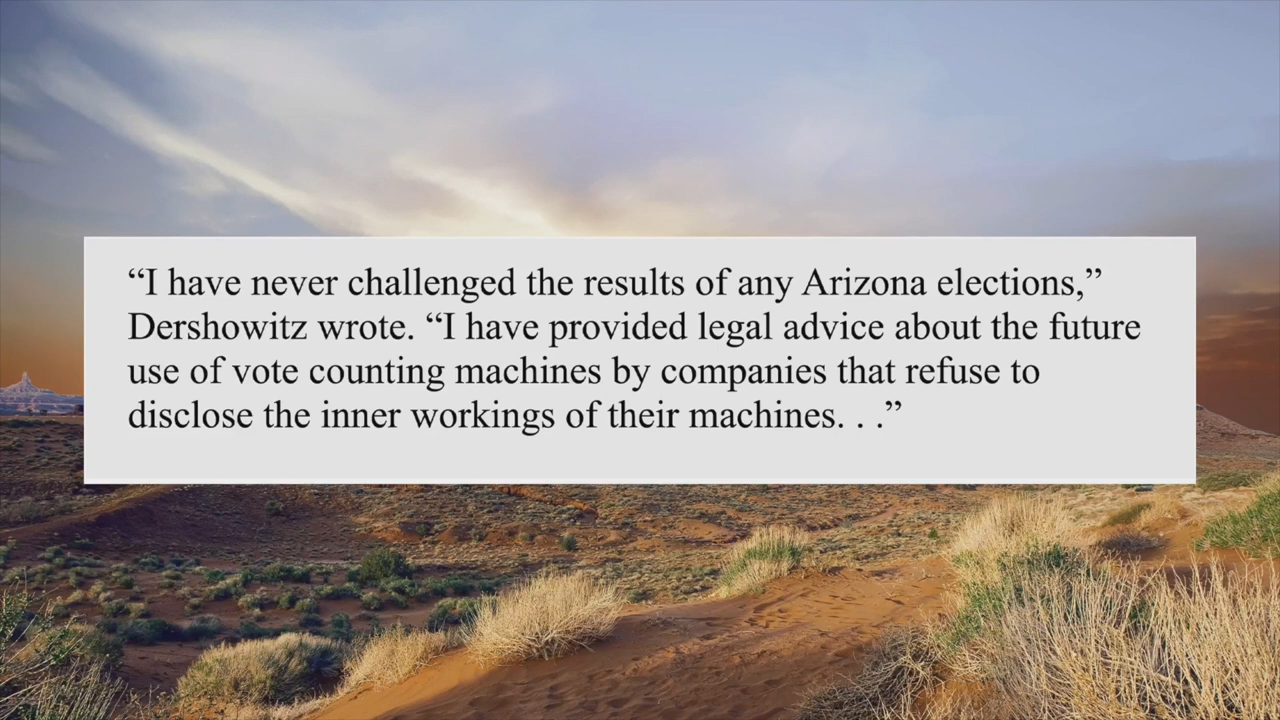 “I have never challenged the results of any Arizona elections,”
Dershowitz wrote. “I have provided legal advice about the future
use of vote counting machines by companies that refuse to
disclose the inner workings of their machines. . .”